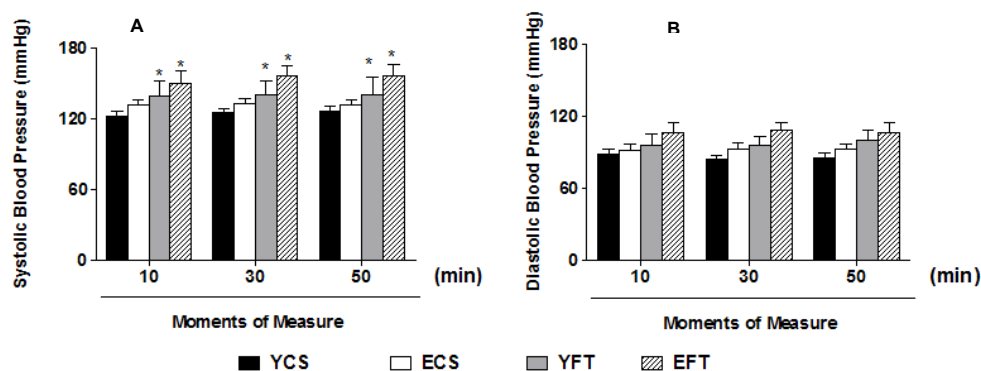 A
Systolic Blood Pressure (mmHg)
180
120
60
0
* *
* *
* *
10 30 50 (min)
Moments of Measure
B
Diastolic Blood Pressure (mmHg)
180
120
60
0
10 30 50 (min)
Moments of Measure
YCS ECS YFT EFT